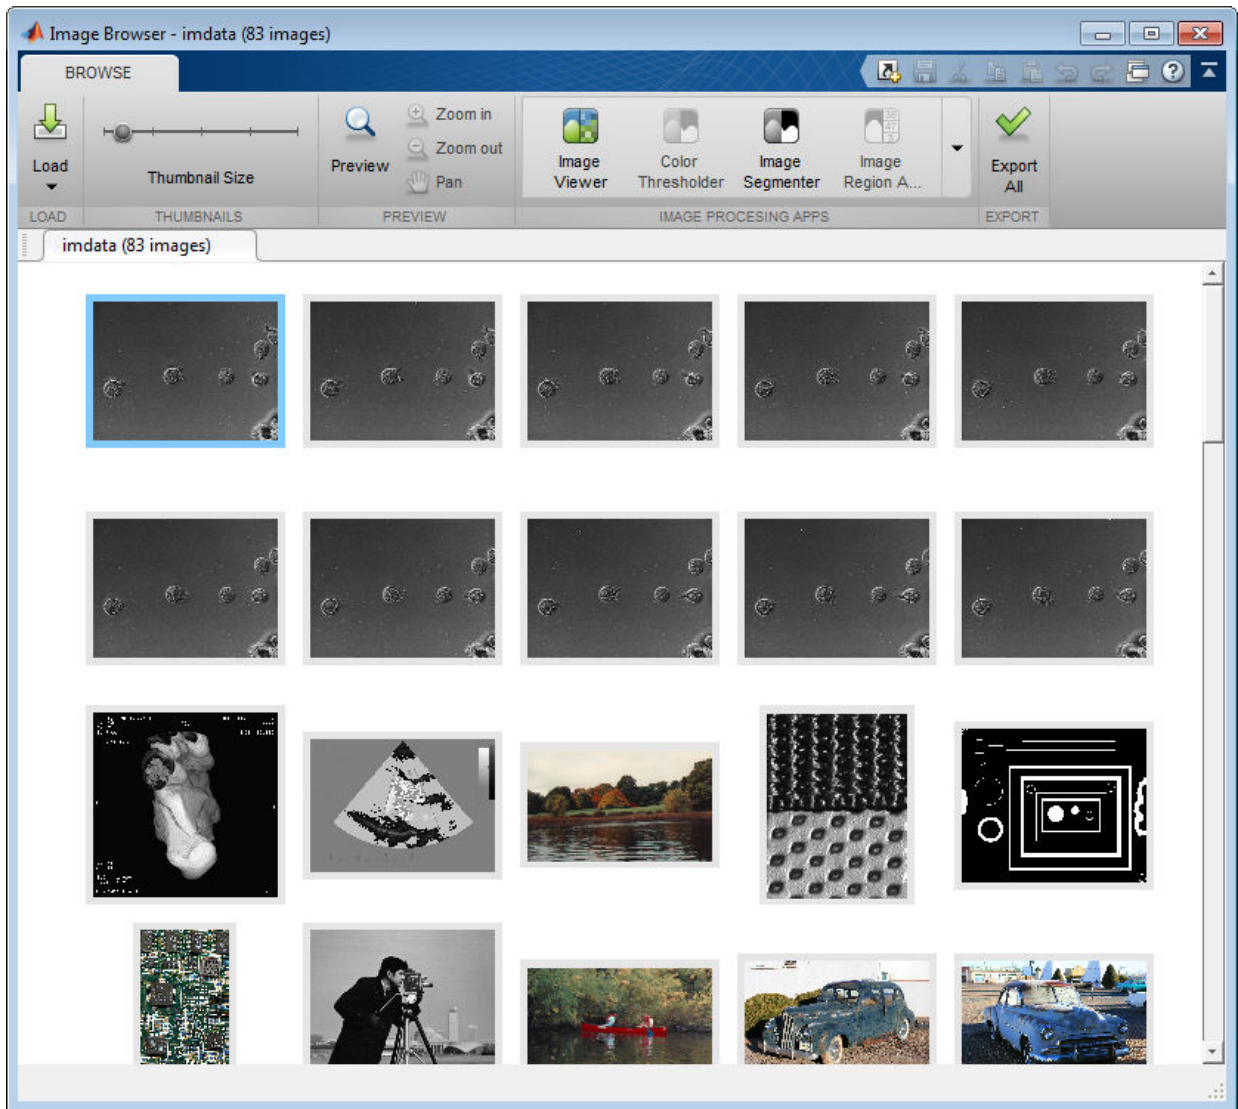 Image Browser - imdata (83 images)
BROWSE
Load
Thumbnail Size
Preview
Zoom in
Zoom out
Pan
Image Viewer
Color Thresholder
Image Segmenter
Image Region A...
Export All
LOAD
THUMBNAILS
PREVIEW
IMAGE PROCESING APPS
EXPORT
imdata (83 images)